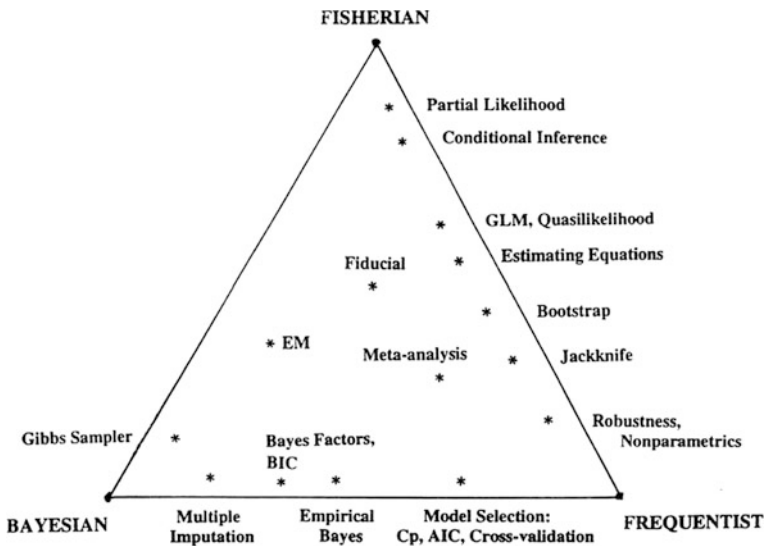 FISHERIAN
* Partial Likelihood
* Conditional Inference
* GLM, Quasilikelihood
* Estimating Equations
Fiducial
*
* Bootstrap
* EM
Meta-analysis
*
* Jackknife
* Robustness,
Nonparametrics
Gibbs Sampler *
Bayes Factors,
BIC
* * * *
BAYESIAN
Multiple
Imputation
Empirical
Bayes
Model Selection:
Cp, AIC, Cross-validation
FREQUENTIST